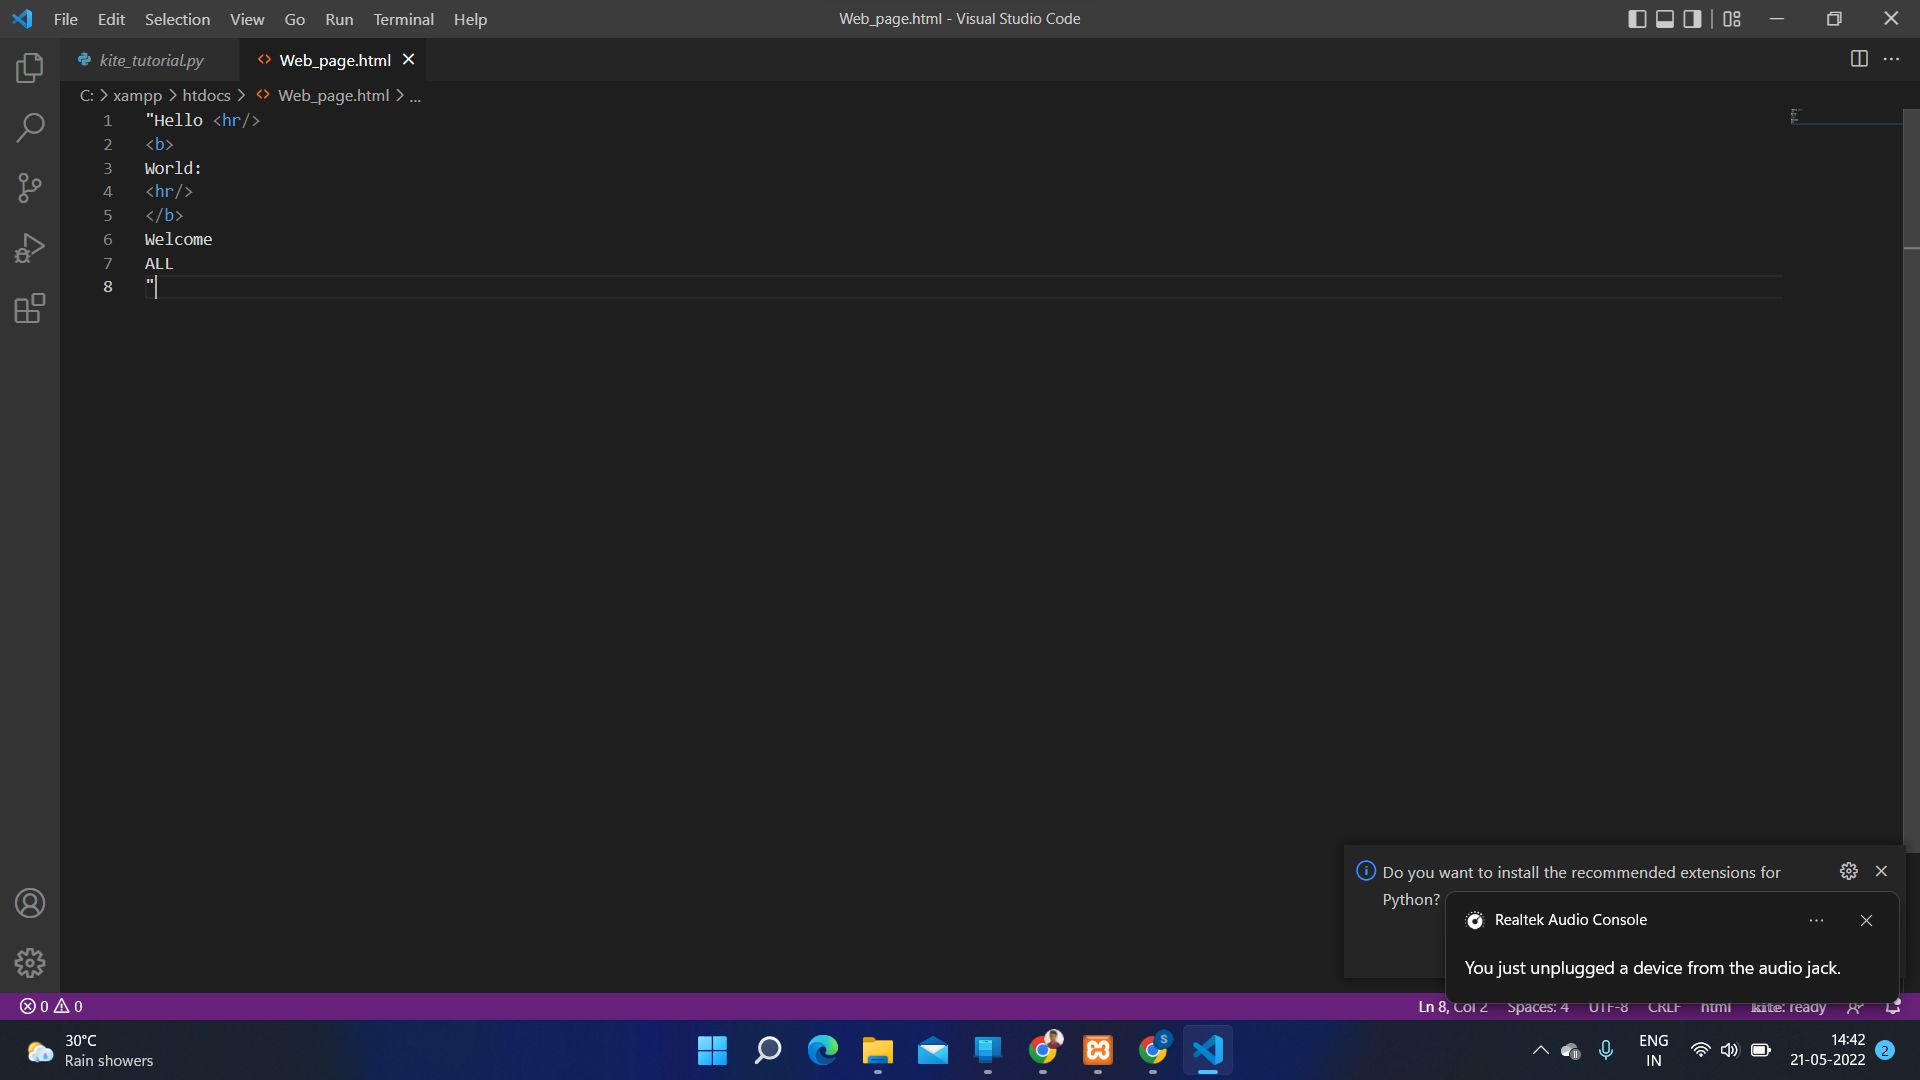 File Edit Selection View Go Run Terminal Help
Web_page.html - Visual Studio Code
kite_tutorial.py
Web_page.html
C: > xampp > htdocs > Web_page.html > ...
1 "Hello <hr/>
2 <b>
3 World:
4 <hr/>
5 </b>
6 Welcome
7 ALL
8 "
Do you want to install the recommended extensions for
Python?
Realtek Audio Console
You just unplugged a device from the audio jack.
0 0
Ln 8, Col 2 Spaces: 4 UTF-8 CRLF html kite: ready
30°C
Rain showers
S
ENG
IN
14:42
21-05-2022
2